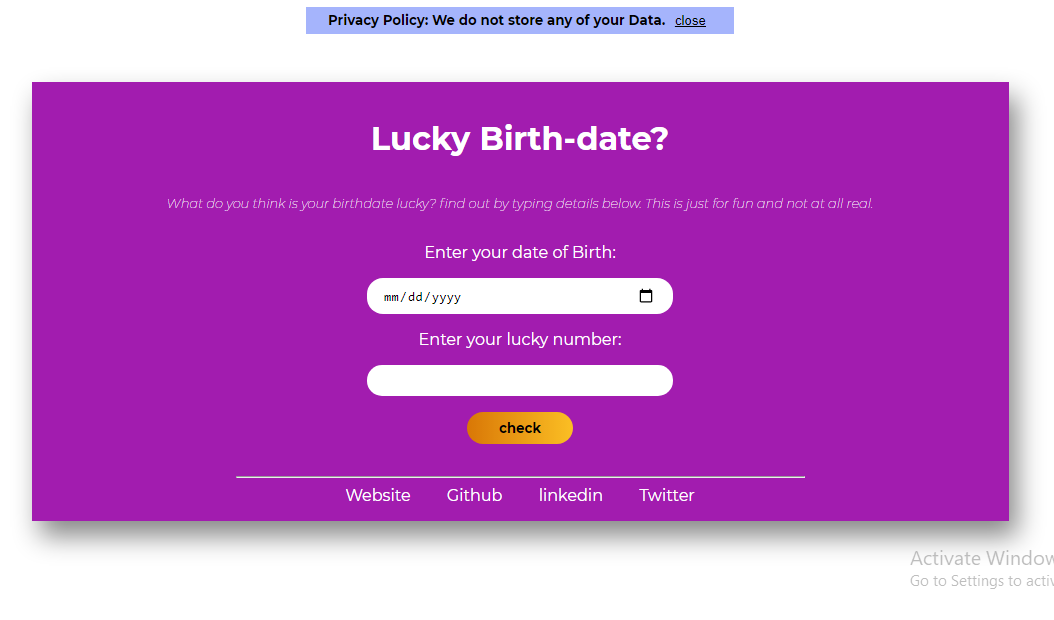 Privacy Policy: We do not store any of your Data. close
Lucky Birth-date?
What do you think is your birthdate lucky? find out by typing details below. This is just for fun and not at all real.
Enter your date of Birth:
mm/dd/yyyy
Enter your lucky number:
check
Website Github linkedin Twitter
Activate Window
Go to Settings to activ